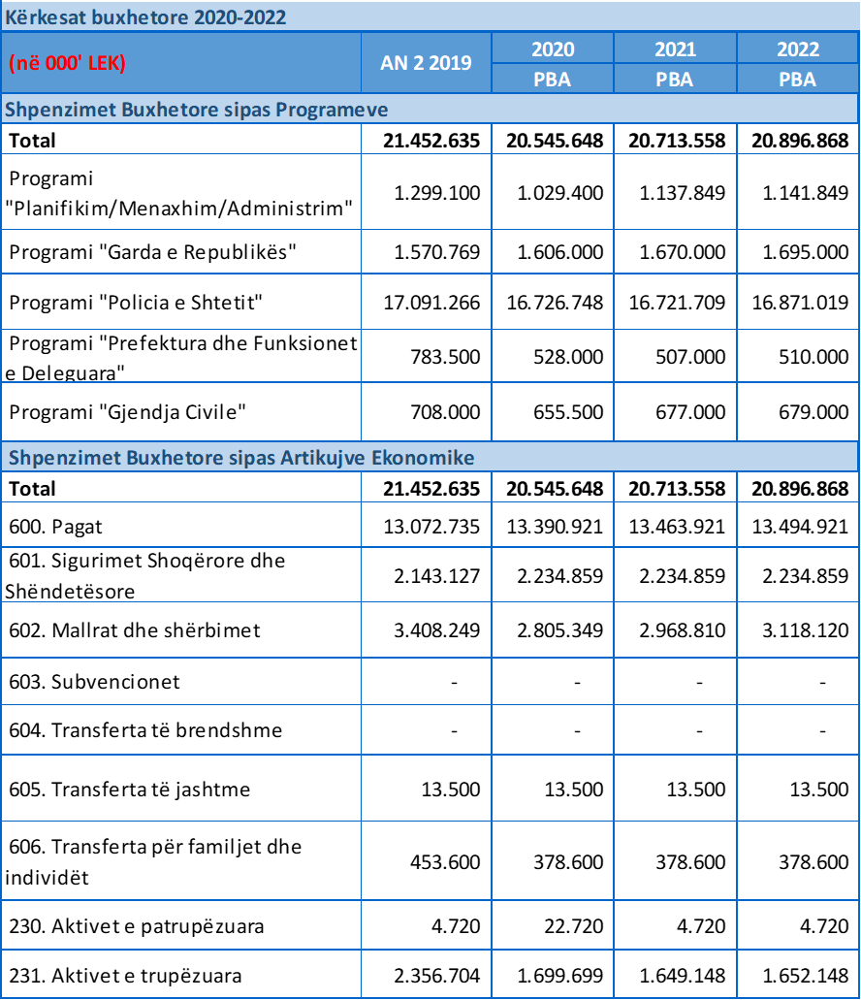 Kërkesat buxhetore 2020-2022
(në 000' LEK) AN 2 2019 2020 2021 2022
PBA PBA PBA
Shpenzimet Buxhetore sipas Programeve
Total 21.452.635 20.545.648 20.713.558 20.896.868
Programi
"Planifikim/Menaxhim/Administrim" 1.299.100 1.029.400 1.137.849 1.141.849
Programi "Garda e Republikës" 1.570.769 1.606.000 1.670.000 1.695.000
Programi "Policia e Shtetit" 17.091.266 16.726.748 16.721.709 16.871.019
Programi "Prefektura dhe Funksionet
e Deleguara" 783.500 528.000 507.000 510.000
Programi "Gjendja Civile" 708.000 655.500 677.000 679.000
Shpenzimet Buxhetore sipas Artikujve Ekonomike
Total 21.452.635 20.545.648 20.713.558 20.896.868
600. Pagat 13.072.735 13.390.921 13.463.921 13.494.921
601. Sigurimet Shoqërore dhe
Shëndetësore 2.143.127 2.234.859 2.234.859 2.234.859
602. Mallrat dhe shërbimet 3.408.249 2.805.349 2.968.810 3.118.120
603. Subvencionet - - - -
604. Transferta të brendshme - - - -
605. Transferta të jashtme 13.500 13.500 13.500 13.500
606. Transferta për familjet dhe
individët 453.600 378.600 378.600 378.600
230. Aktivet e patrupëzuara 4.720 22.720 4.720 4.720
231. Aktivet e trupëzuara 2.356.704 1.699.699 1.649.148 1.652.148